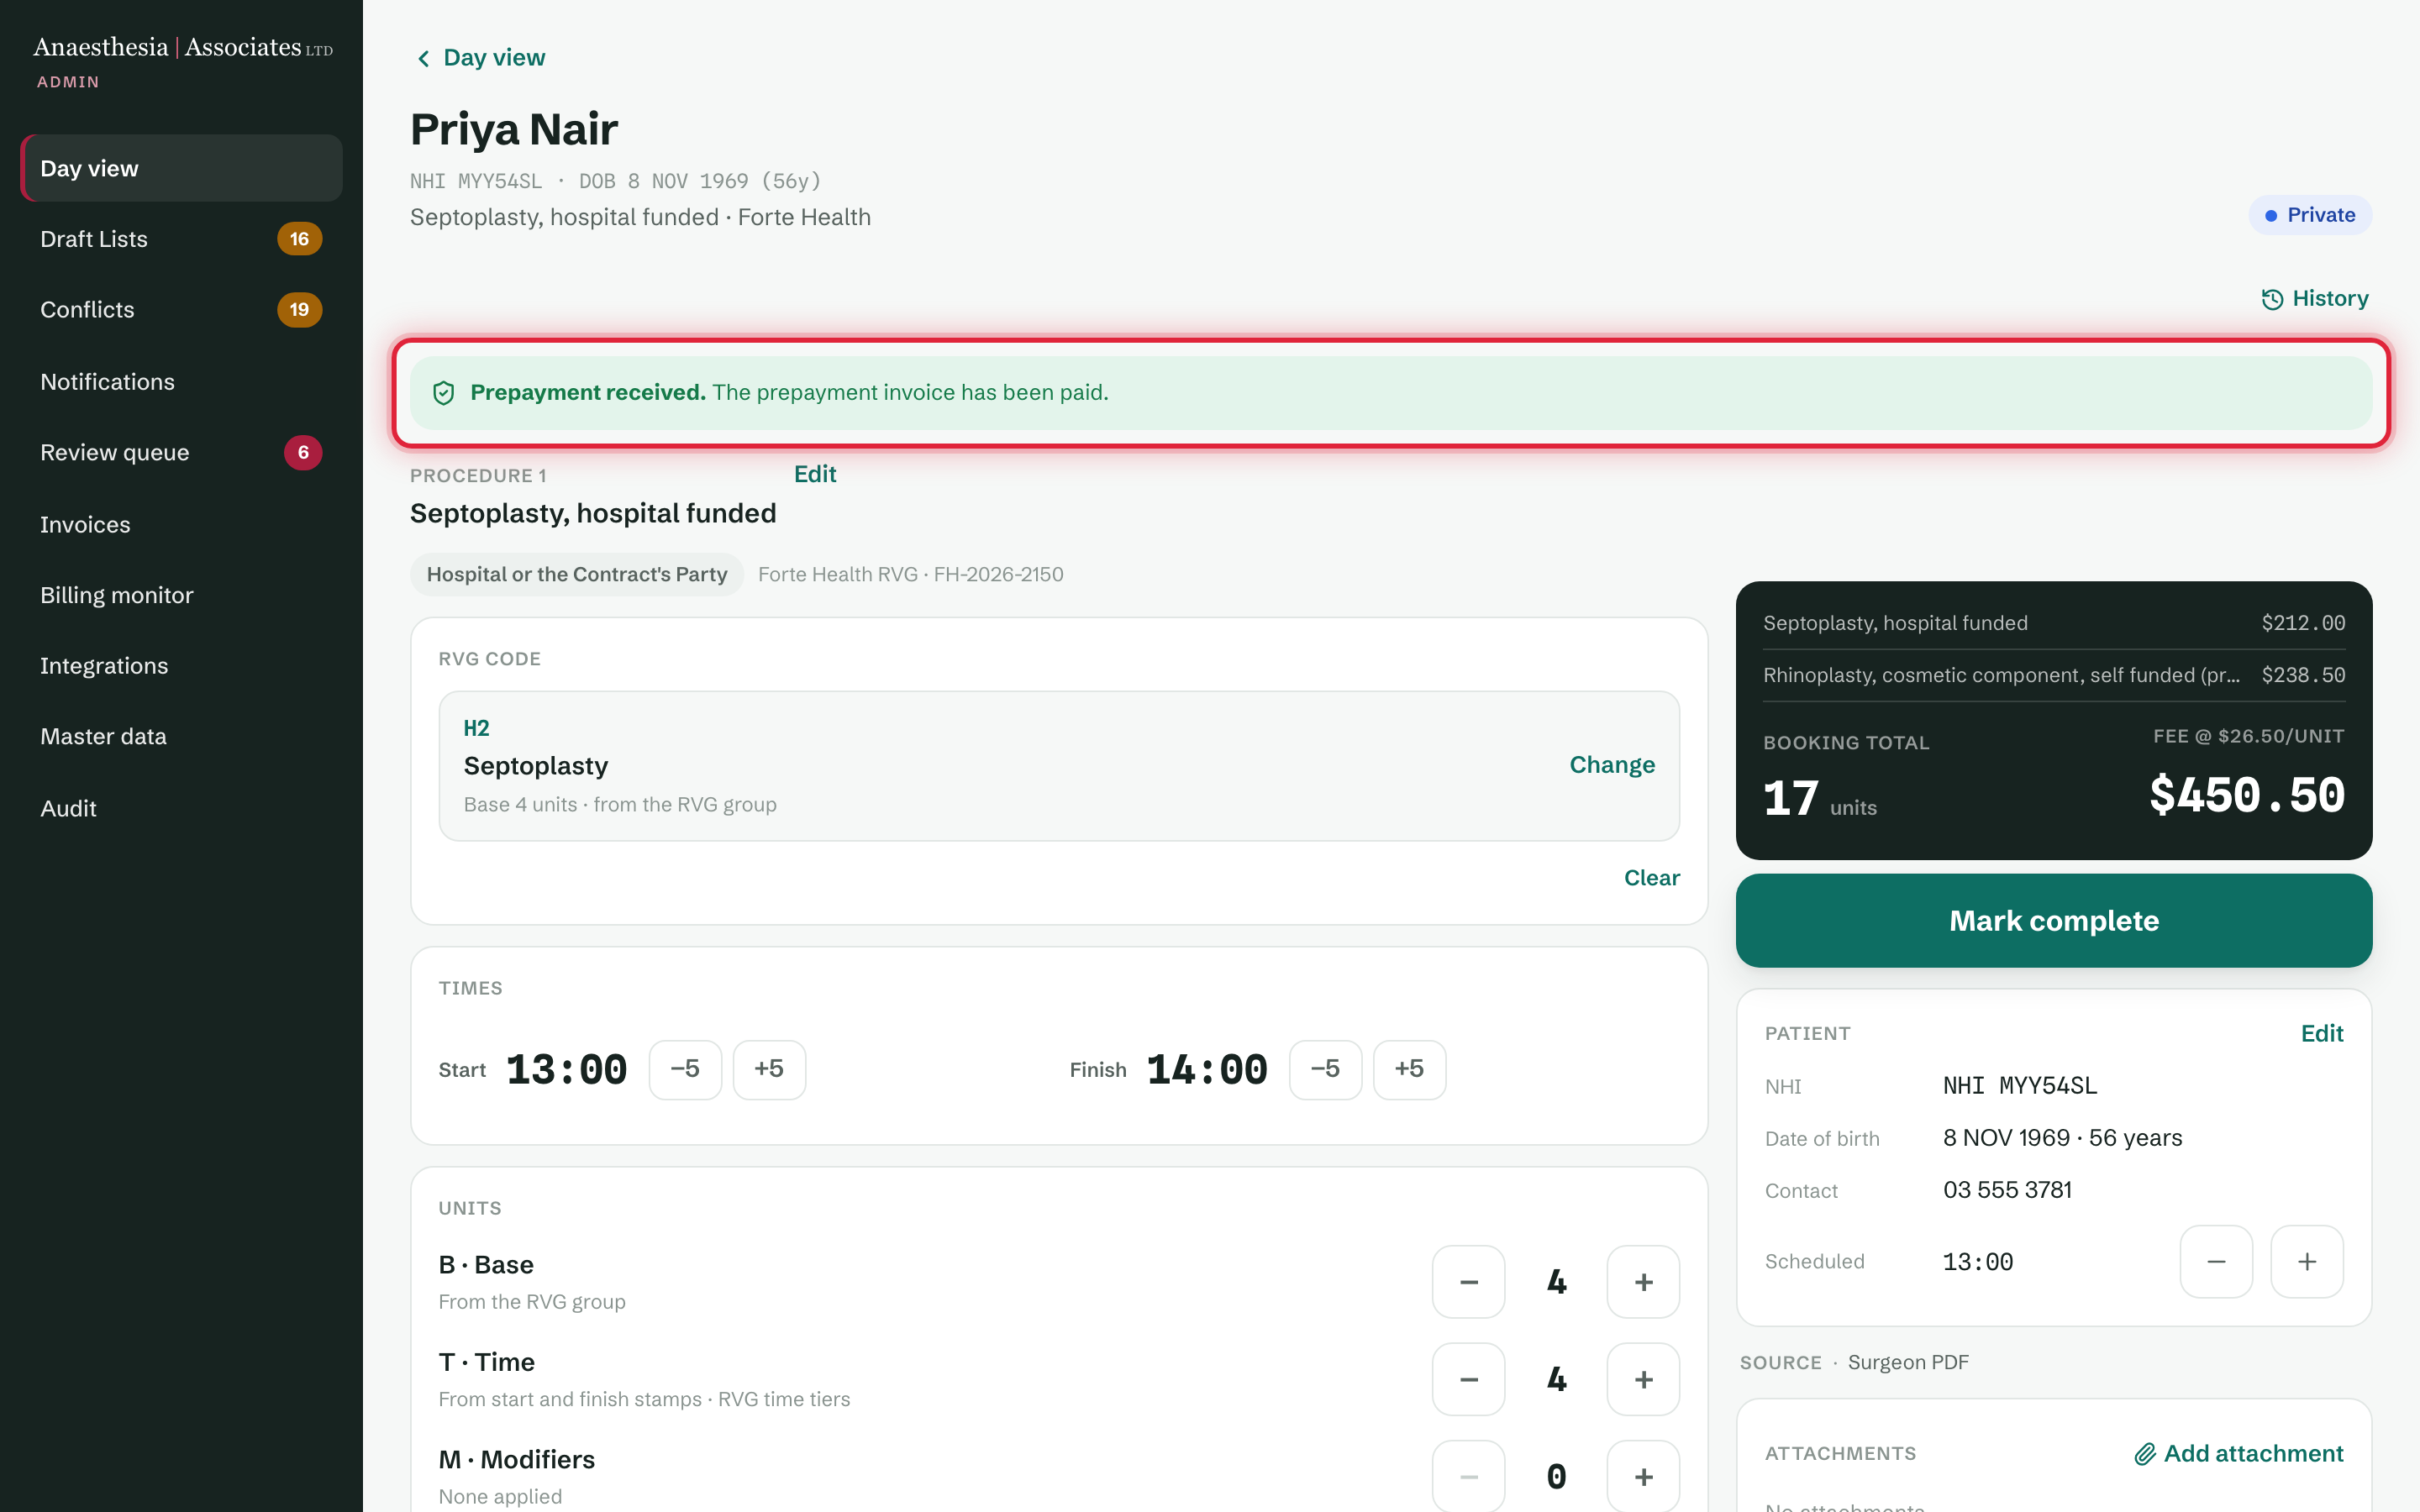 Anaesthesia | Associates LTD
ADMIN
Day view
Draft Lists 16
Conflicts 19
Notifications
Review queue 6
Invoices
Billing monitor
Integrations
Master data
Audit
Day view
Priya Nair
NHI MYY54SL · DOB 8 NOV 1969 (56y)
Septoplasty, hospital funded · Forte Health
Private
History
Prepayment received. The prepayment invoice has been paid.
PROCEDURE 1 Edit
Septoplasty, hospital funded
Hospital or the Contract's Party Forte Health RVG · FH-2026-2150
RVG CODE
H2
Septoplasty
Base 4 units · from the RVG group
Change
Clear
TIMES
Start 13:00 −5 +5 Finish 14:00 −5 +5
UNITS
B · Base
From the RVG group
− 4 +
T · Time
From start and finish stamps · RVG time tiers
− 4 +
M · Modifiers
None applied
− 0 +
Septoplasty, hospital funded $212.00
Rhinoplasty, cosmetic component, self funded (pr... $238.50
BOOKING TOTAL FEE @ $26.50/UNIT
17 units $450.50
Mark complete
PATIENT Edit
NHI NHI MYY54SL
Date of birth 8 NOV 1969 · 56 years
Contact 03 555 3781
Scheduled 13:00 − +
SOURCE · Surgeon PDF
ATTACHMENTS Add attachment
No attachments